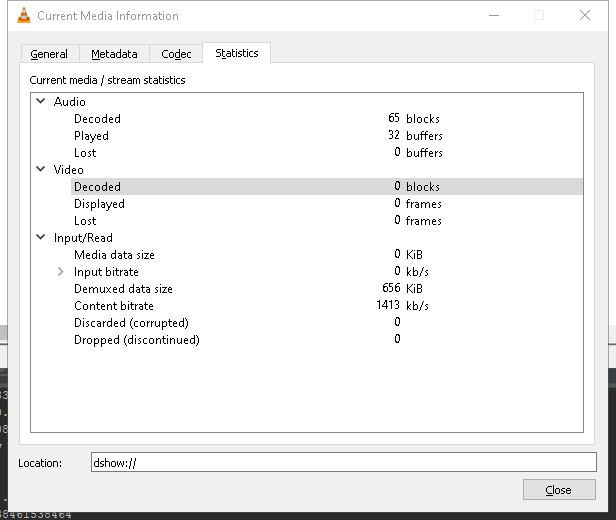 Current Media Information
General Metadata Codec Statistics
Current media / stream statistics
Audio
Decoded 65 blocks
Played 32 buffers
Lost 0 buffers
Video
Decoded 0 blocks
Displayed 0 frames
Lost 0 frames
Input/Read
Media data size 0 KiB
Input bitrate 0 kb/s
Demuxed data size 656 KiB
Content bitrate 1413 kb/s
Discarded (corrupted) 0
Dropped (discontinued) 0
Location: dshow://
Close